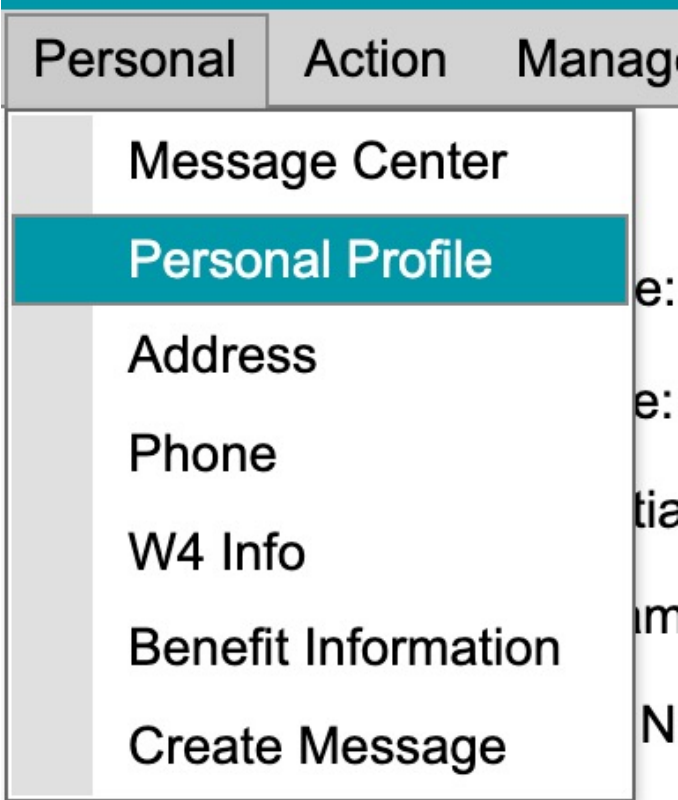 Personal Action
Message Center
Personal Profile
e:
Address
e:
Phone
W4 Info
Benefit Information
N
Create Message